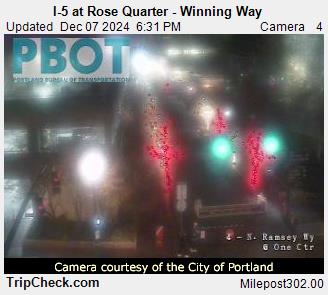 I-5 at Rose Quarter - Winning Way
Updated Dec 07 2024 6:31 PM Camera 4
PBOT
PORTLAND BUREAU OF TRANSPORTATION
4 - N. Ramsey Wy
@ One Ctr
Camera courtesy of the City of Portland
TripCheck.com Milepost302.00